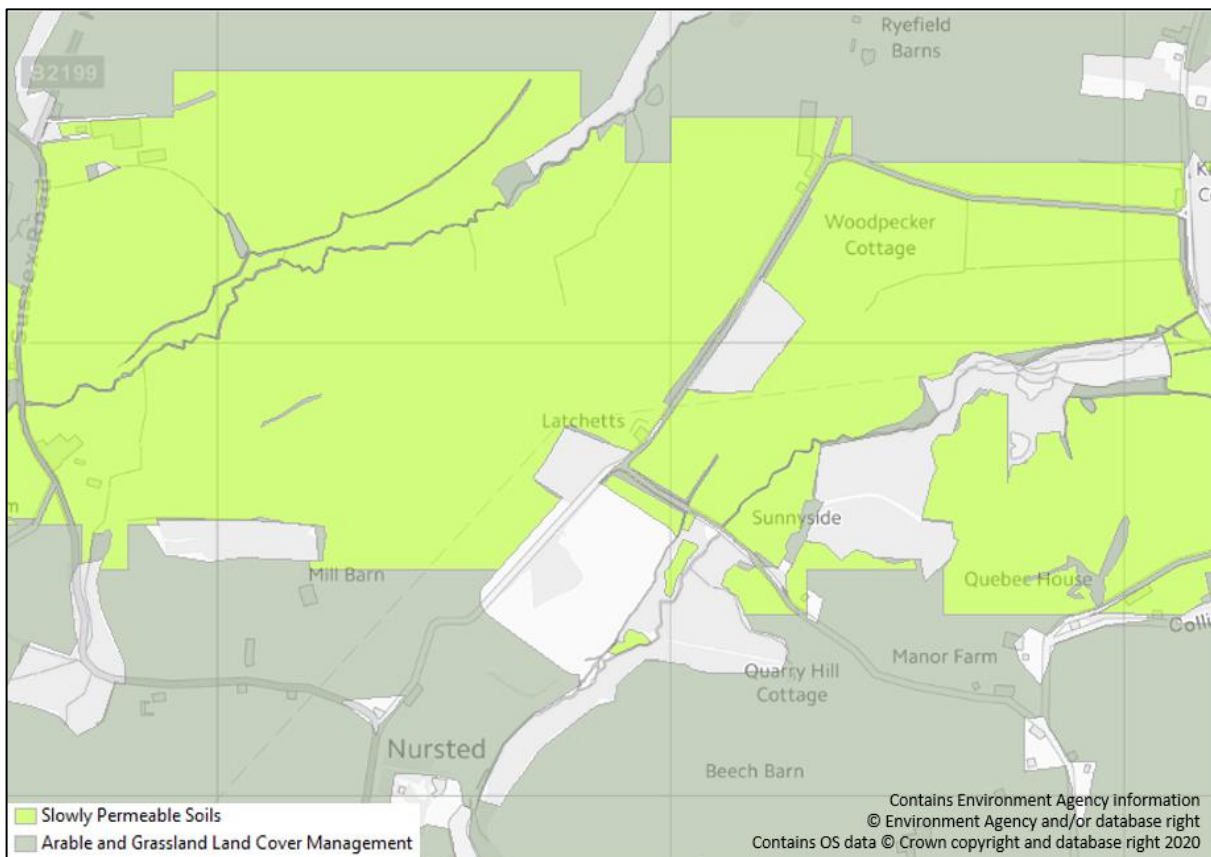 Ryefield
Barns
B2199
Sussex Road
Woodpecker
Cottage
Latchetts
Sunnyside
Mill Barn
Quebec House
Colli
Manor Farm
Quarry Hill
Cottage
Nursted
Beech Barn
Slowly Permeable Soils
Arable and Grassland Land Cover Management
Contains Environment Agency information
© Environment Agency and/or database right
Contains OS data © Crown copyright and database right 2020